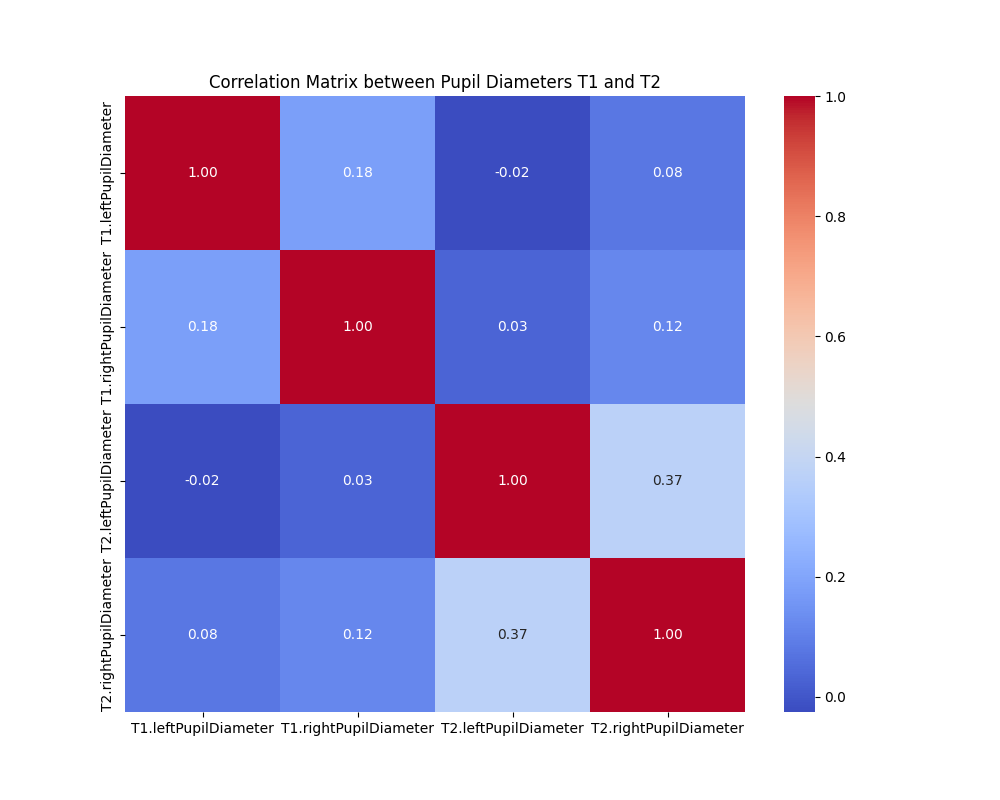 Correlation Matrix between Pupil Diameters T1 and T2
T1.leftPupilDiameter
1.00 0.18 -0.02 0.08
T1.rightPupilDiameter
0.18 1.00 0.03 0.12
T2.leftPupilDiameter
-0.02 0.03 1.00 0.37
T2.rightPupilDiameter
0.08 0.12 0.37 1.00
T1.leftPupilDiameter T1.rightPupilDiameter T2.leftPupilDiameter T2.rightPupilDiameter
1.0
0.8
0.6
0.4
0.2
0.0